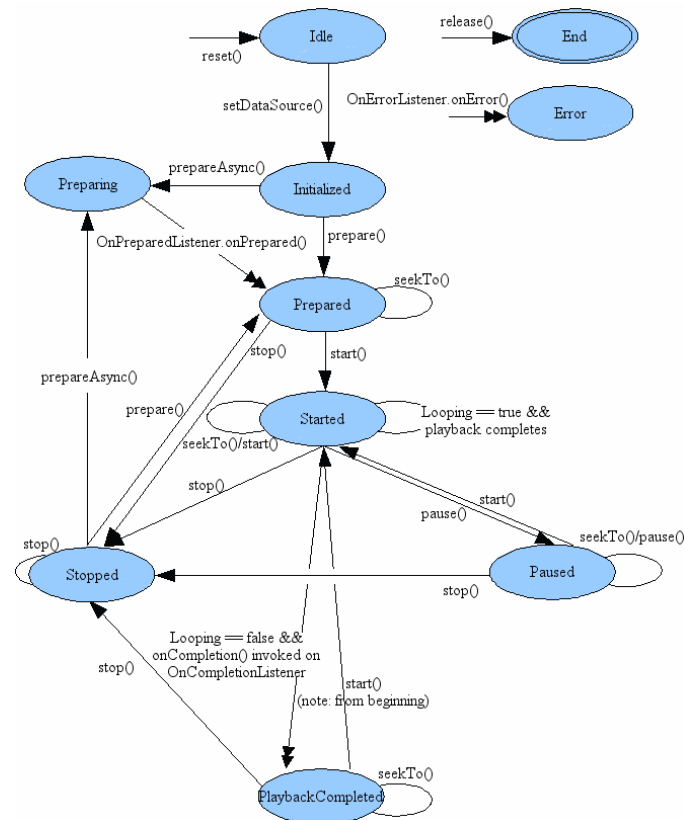 Idle
reset()
release()
End
setDataSource()
OnErrorListener.onError()
Error
prepareAsync()
Preparing
Initialized
prepare()
OnPreparedListener.onPrepared()
Prepared
seekTo()
stop()
start()
prepareAsync()
prepare()
Started
Looping == true &&
playback completes
seekTo()/start()
stop()
start()
pause()
stop()
Stopped
seekTo()/pause()
Paused
stop()
Looping == false &&
onCompletion() invoked on
OnCompletionListener
stop()
start()
(note: from beginning)
seekTo()
PlaybackCompleted